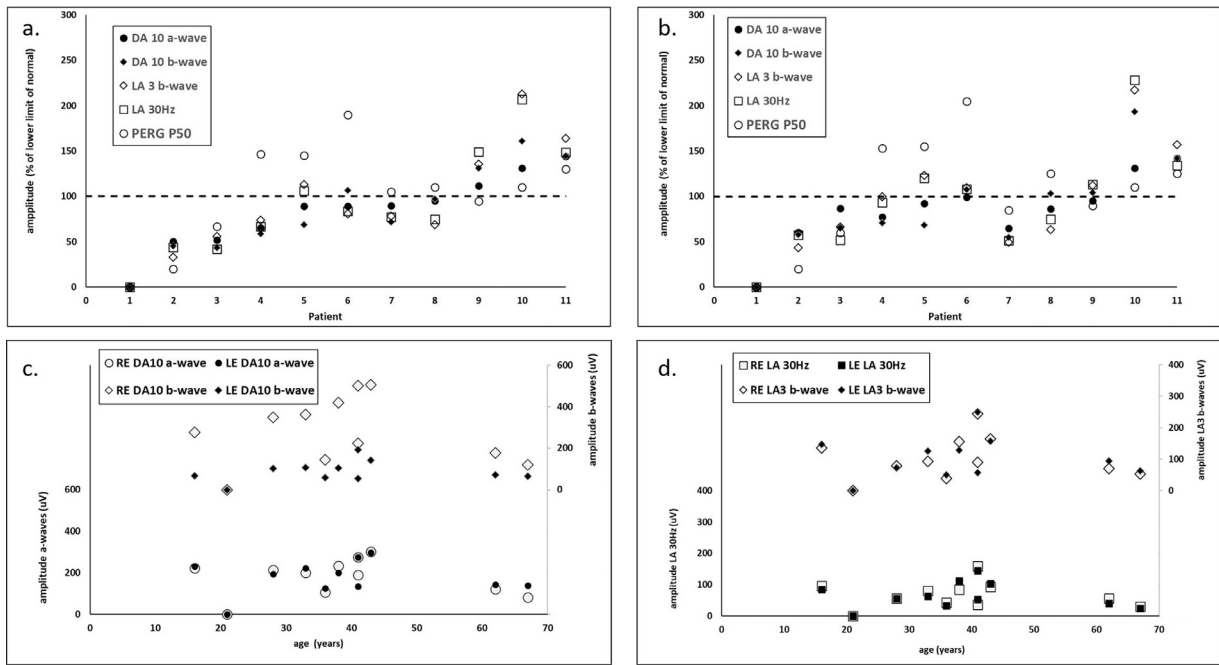 a.
DA 10 a-wave
DA 10 b-wave
LA 3 b-wave
LA 30Hz
PERG P50
ampplitude (% of lower limit of normal)
300
250
200
150
100
50
0
0 1 2 3 4 5 6 7 8 9 10 11
Patient
b.
DA 10 a-wave
DA 10 b-wave
LA 3 b-wave
LA 30Hz
PERG P50
amplitude (% of lower limit of normal)
300
250
200
150
100
50
0
0 1 2 3 4 5 6 7 8 9 10 11
Patient
c.
RE DA10 a-wave LE DA10 a-wave
RE DA10 b-wave LE DA10 b-wave
600
400
200
0
amplitude b-waves (uV)
600
400
200
0
amplitude a-waves (uV)
0 10 20 30 40 50 60 70
age (years)
d.
RE LA 30Hz LE LA 30Hz
RE LA3 b-wave LE LA3 b-wave
400
300
200
100
0
amplitude LA3 b-waves (uV)
400
300
200
100
0
amplitude LA 30Hz (uV)
0 10 20 30 40 50 60 70
age (years)